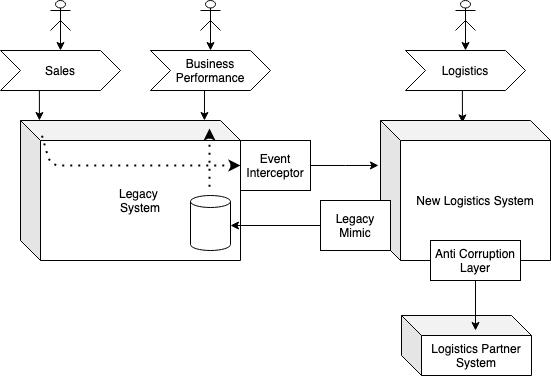 Sales
Business
Performance
Logistics
Event
Interceptor
Legacy
System
New Logistics System
Legacy
Mimic
Anti Corruption
Layer
Logistics Partner
System